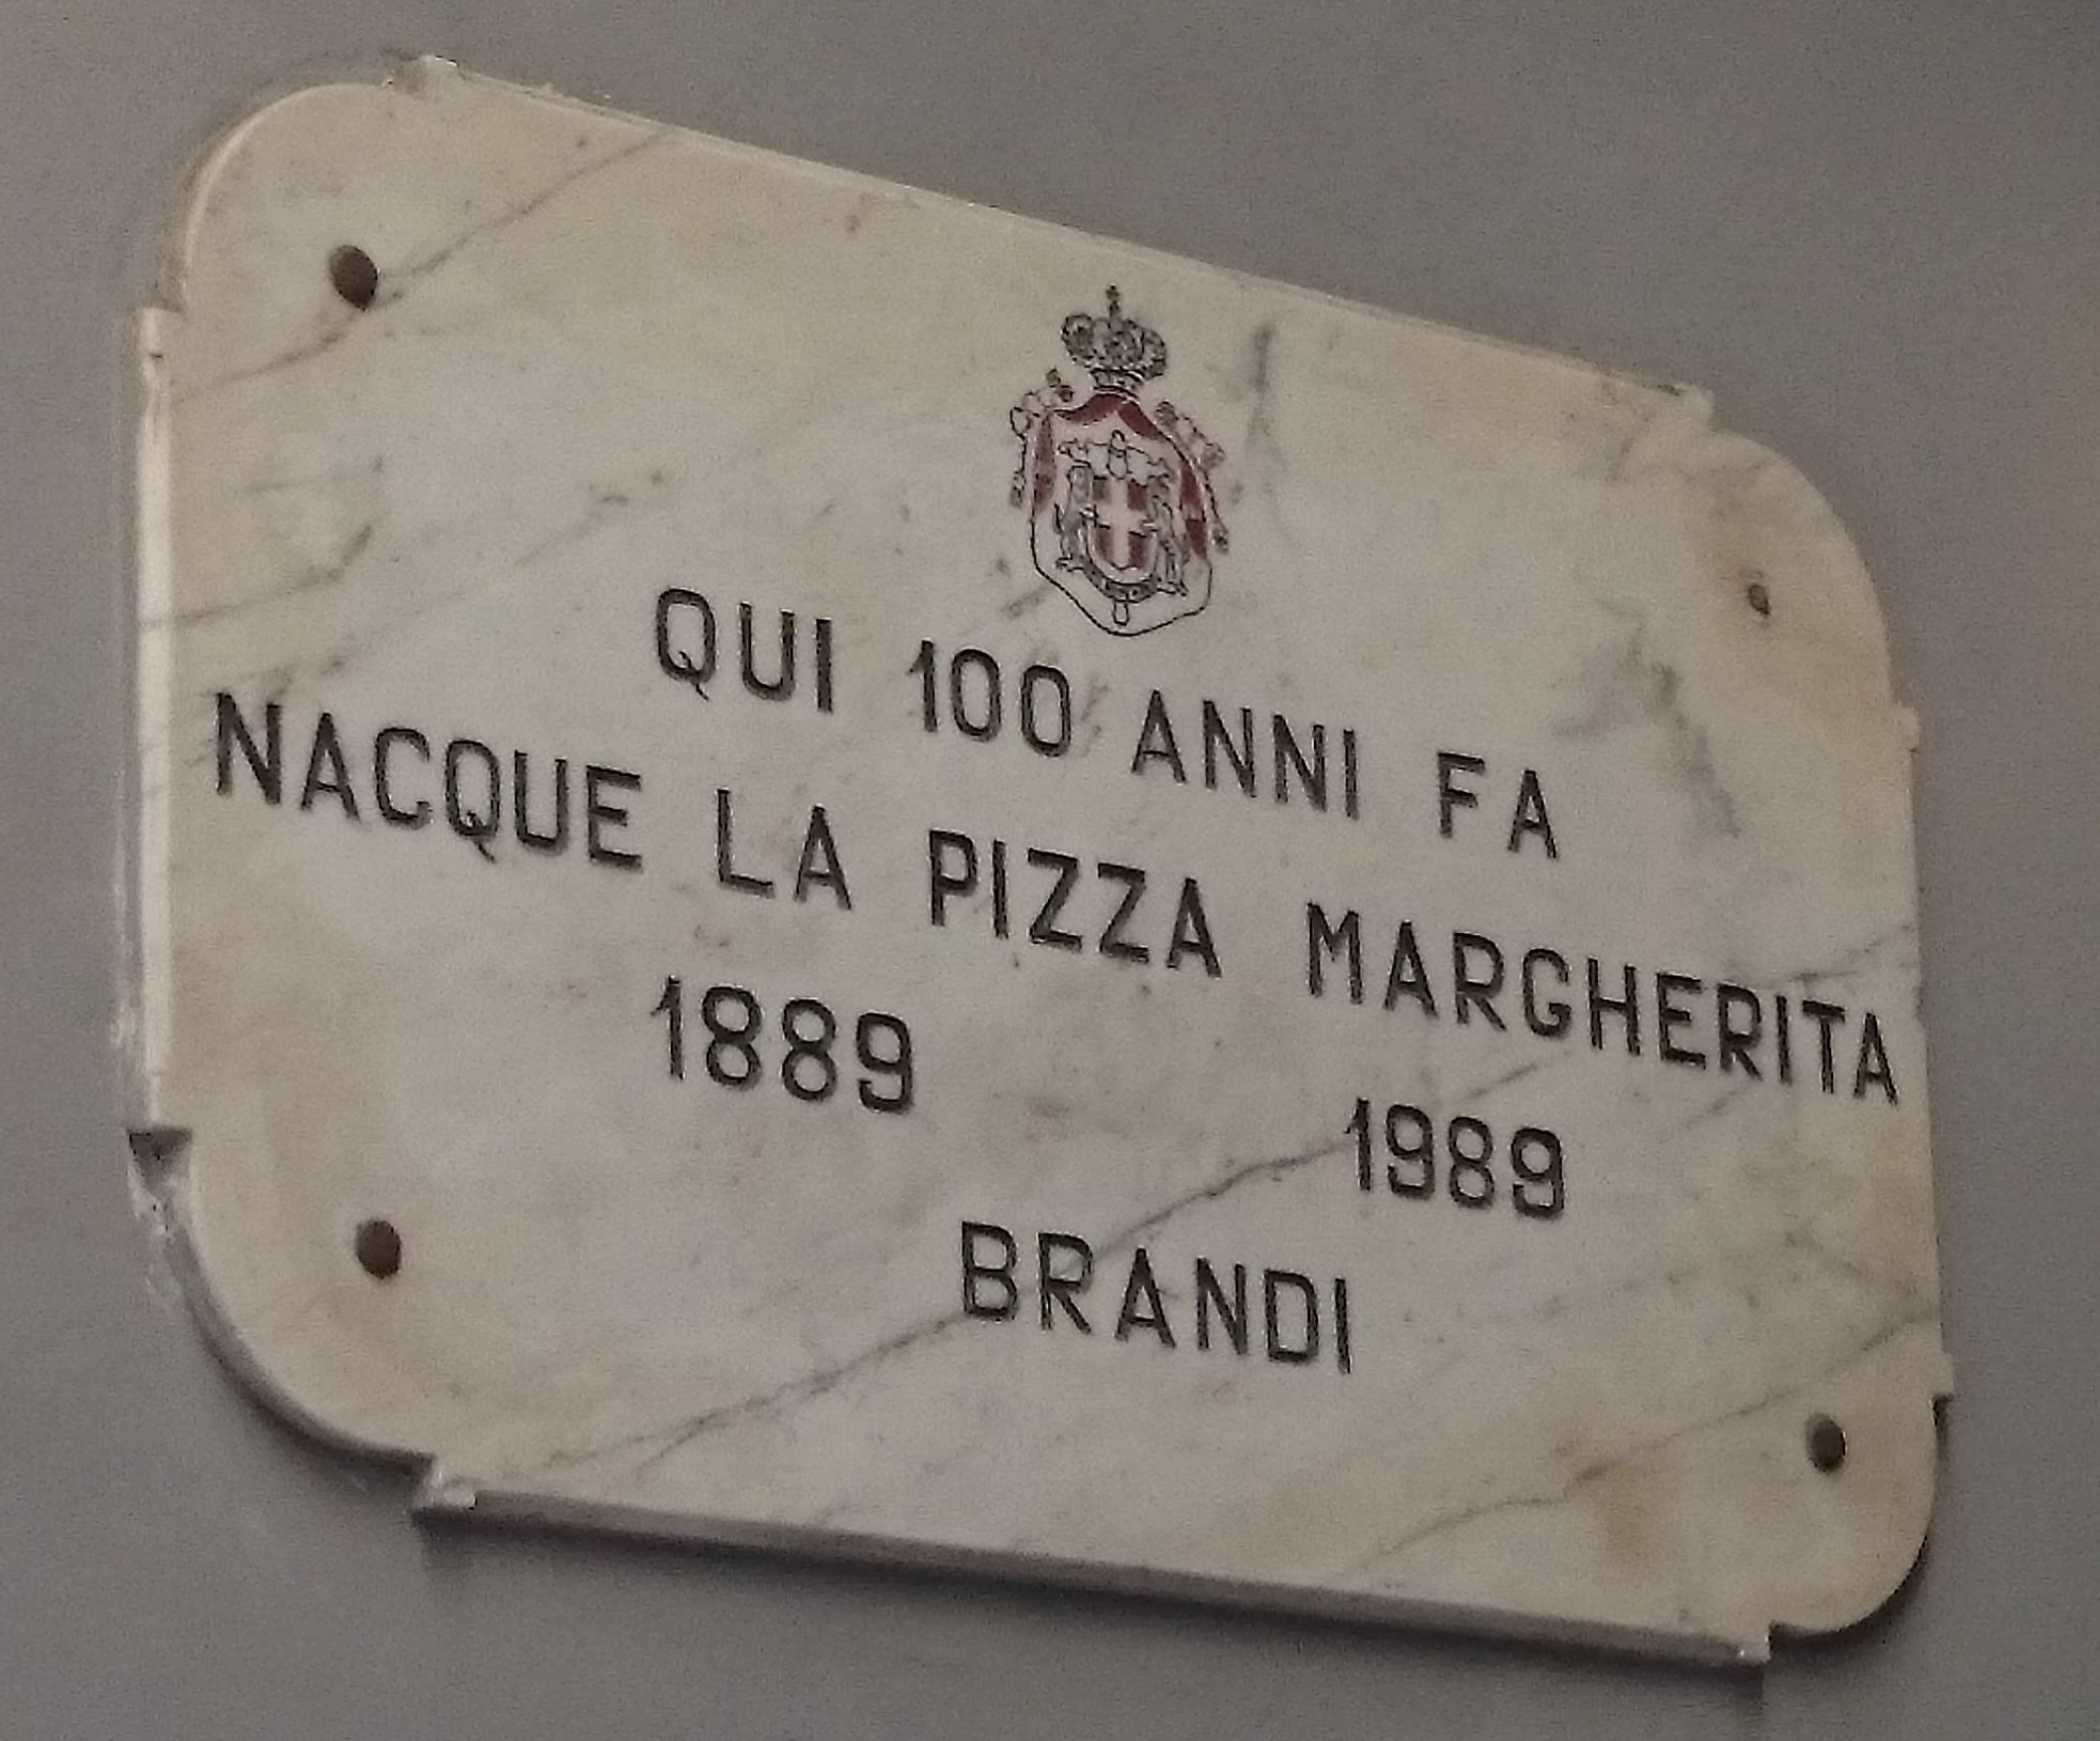 QUI 100 ANNI FA
NACQUE LA PIZZA MARGHERITA
1889 1989
BRANDI